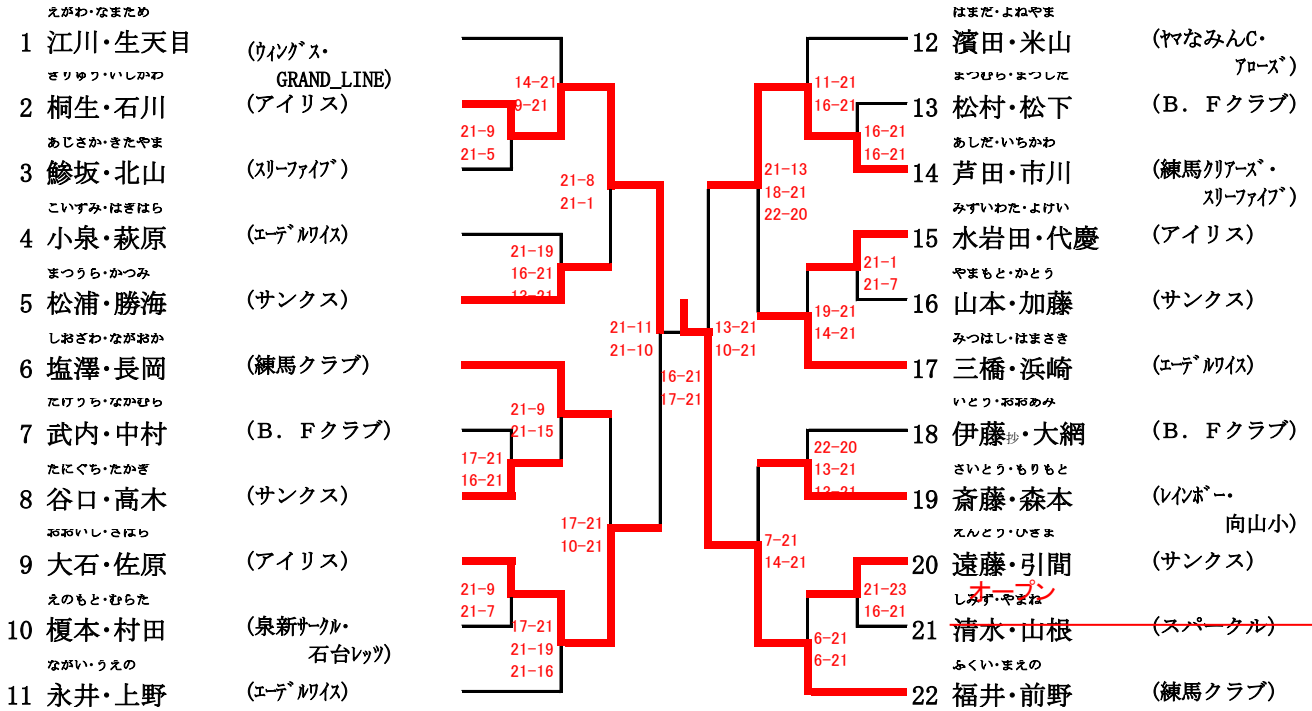 えがわ・なまため
1 江川・生天目 (ウィングス・
GRAND_LINE)
きりゅう・いしかわ
2 桐生・石川 (アイリス)
あじさか・きたやま
3 鯵坂・北山 (スリーファイブ)
こいずみ・はぎはら
4 小泉・萩原 (エーデルワイス)
まつうら・かつみ
5 松浦・勝海 (サンクス)
しおざわ・ながおか
6 塩澤・長岡 (練馬クラブ)
たけうち・なかむら
7 武内・中村 (B．Fクラブ)
たにぐち・たかぎ
8 谷口・高木 (サンクス)
おおいし・さはら
9 大石・佐原 (アイリス)
えのもと・むらた
10 榎本・村田 (泉新サークル・
石台レッツ)
ながい・うえの
11 永井・上野 (エーデルワイス)
14-21
9-21
21-9
21-5
21-8
21-1
21-19
16-21
13-21
21-11
21-10
21-9
21-15
17-21
16-21
17-21
10-21
21-9
21-7
17-21
21-19
21-16
16-21
17-21
はまだ・よねやま
12 濱田・米山 (ヤマなみんC・
アローズ)
まつむら・まつした
13 松村・松下 (B．Fクラブ)
あしだ・いちかわ
14 芦田・市川 (練馬クリアーズ・
スリーファイブ)
みずいわた・よけい
15 水岩田・代慶 (アイリス)
やまもと・かとう
16 山本・加藤 (サンクス)
みつはし・はまさき
17 三橋・浜崎 (エーデルワイス)
いとう・おおあみ
18 伊藤抄・大網 (B．Fクラブ)
さいとう・もりもと
19 斎藤・森本 (レインボー・
向山小)
えんどう・ひきま
20 遠藤・引間 (サンクス)
オープン
しみず・やまね
21 清水・山根 (スパークル)
ふくい・まえの
22 福井・前野 (練馬クラブ)
11-21
16-21
16-21
16-21
21-13
18-21
22-20
21-1
21-7
19-21
14-21
13-21
10-21
22-20
13-21
13-21
7-21
14-21
21-23
16-21
6-21
6-21